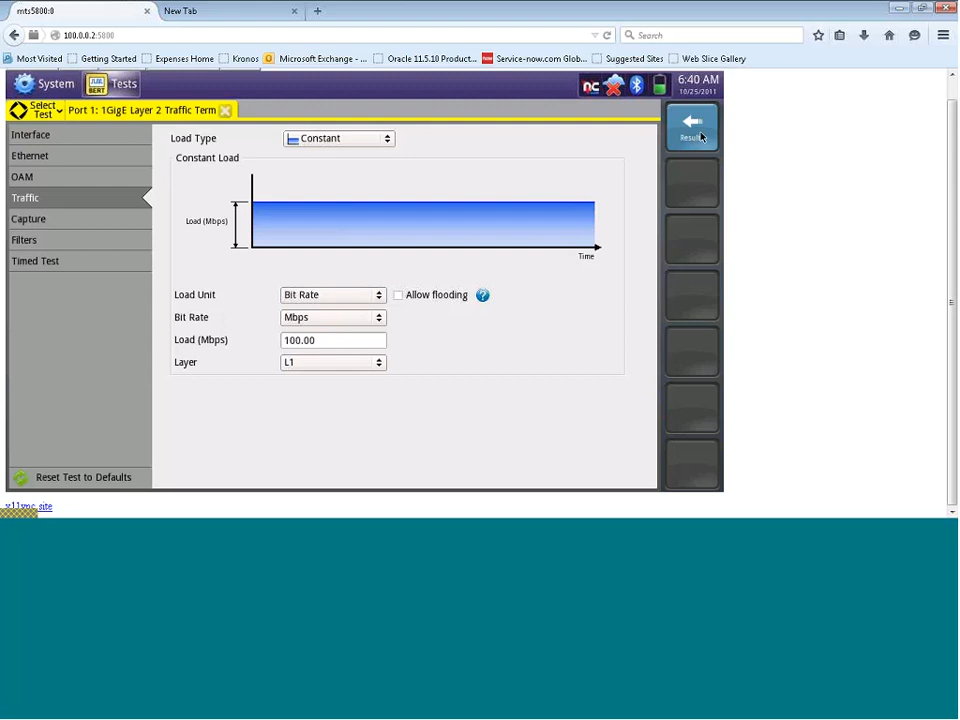 mts5800:0
New Tab
100.0.0.2:5800
Search
Most Visited
Getting Started
Expenses Home...
Kronos
Microsoft Exchange - ...
Oracle 11.5.10 Product...
Service-now.com Glob...
Suggested Sites
Web Slice Gallery
System
BERT
Tests
nc
6:40 AM
10/25/2011
Select
Test
Port 1: 1GigE Layer 2 Traffic Term
Results
Interface
Ethernet
OAM
Traffic
Capture
Filters
Timed Test
Load Type
Constant
Constant Load
Load (Mbps)
Time
Load Unit
Bit Rate
Allow flooding
?
Bit Rate
Mbps
Load (Mbps)
100.00
Layer
L1
Reset Test to Defaults
site